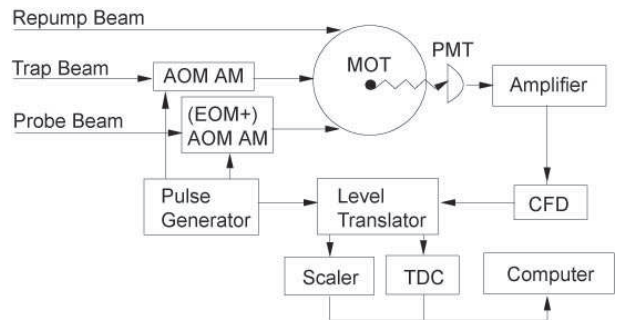 Repump Beam
PMT
Trap Beam
AOM AM
MOT
Amplifier
Probe Beam
(EOM+)
AOM AM
Pulse
Generator
Level
Translator
CFD
Scaler
TDC
Computer